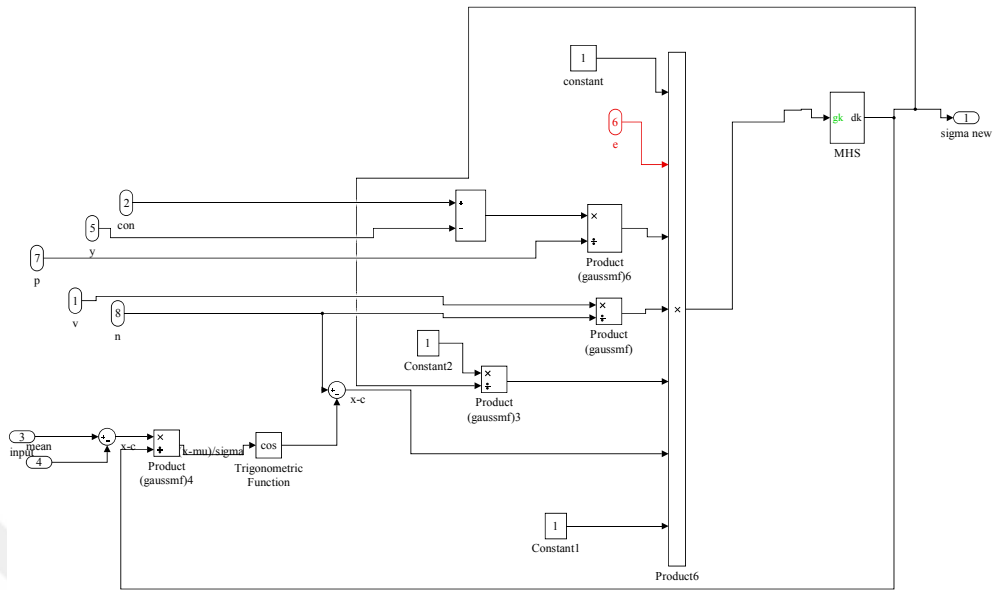 1
constant
6
e
gk dk
MHS
1
sigma new
2
con
+
-
5
y
7
p
×
÷
Product
(gaussmf)6
1
v
8
n
×
÷
Product
(gaussmf)
×
1
Constant2
×
÷
Product
(gaussmf)3
+
-
x-c
3
mean
input
4
+
-
x-c
×
÷
Product
(gaussmf)4
x-mu)/sigma
cos
Trigonometric
Function
1
Constant1
Product6